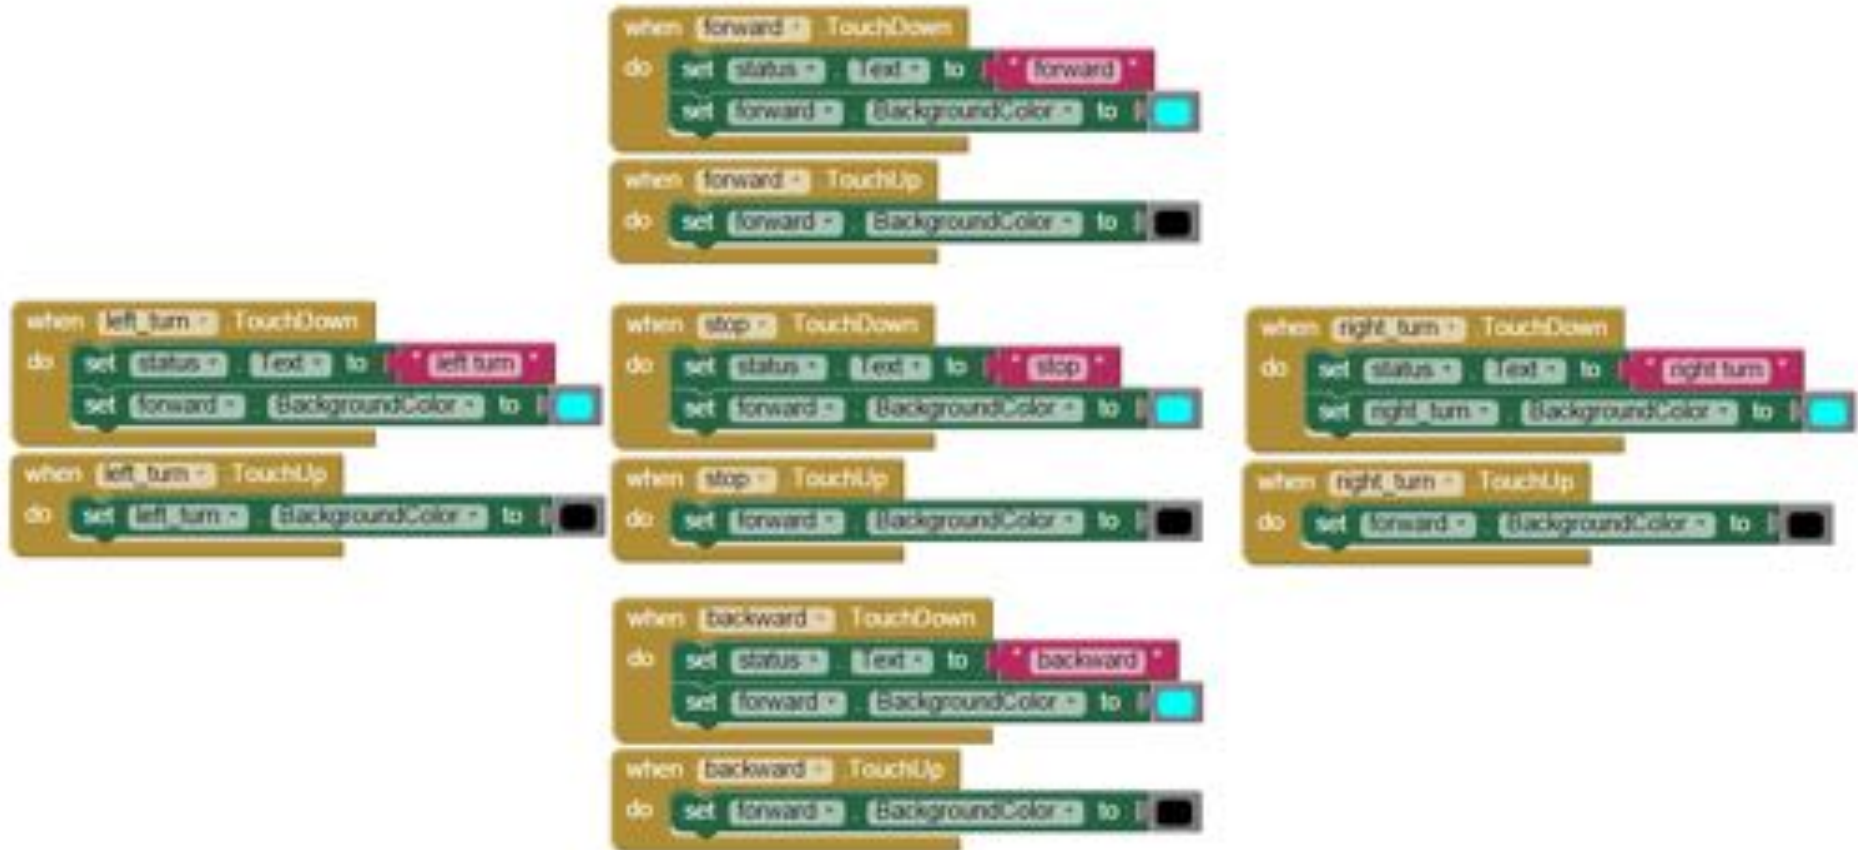 when forward TouchDown
do set status . Text to " forward "
set forward . BackgroundColor to
when forward TouchUp
do set forward . BackgroundColor to
when left_turn TouchDown
do set status . Text to " left turn "
set forward . BackgroundColor to
when left_turn TouchUp
do set left_turn . BackgroundColor to
when stop TouchDown
do set status . Text to " stop "
set forward . BackgroundColor to
when stop TouchUp
do set forward . BackgroundColor to
when right_turn TouchDown
do set status . Text to " right turn "
set right_turn . BackgroundColor to
when right_turn TouchUp
do set forward . BackgroundColor to
when backward TouchDown
do set status . Text to " backward "
set forward . BackgroundColor to
when backward TouchUp
do set forward . BackgroundColor to